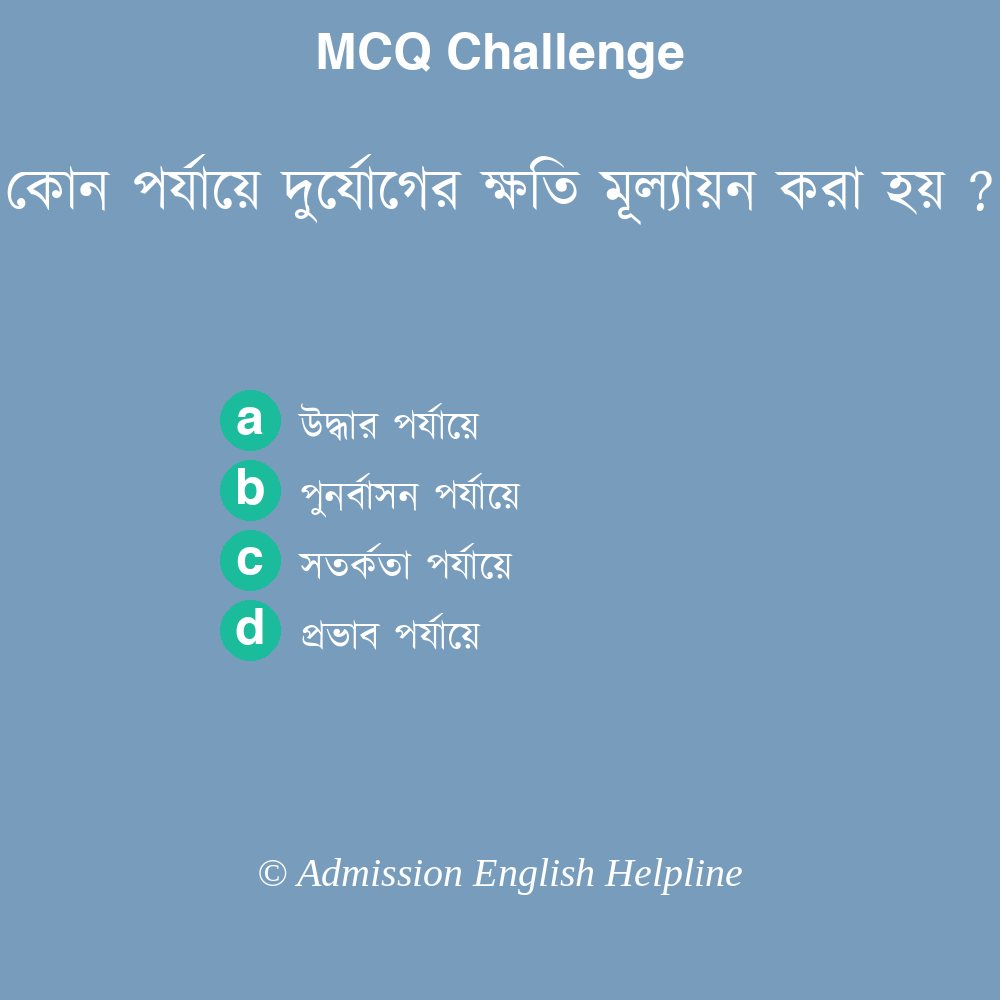 MCQ Challenge
কোন পর্যায়ে দুর্যোগের ক্ষতি মূল্যায়ন করা হয় ?
a উদ্ধার পর্যায়ে
b পুনর্বাসন পর্যায়ে
c সতর্কতা পর্যায়ে
d প্রভাব পর্যায়ে
© Admission English Helpline